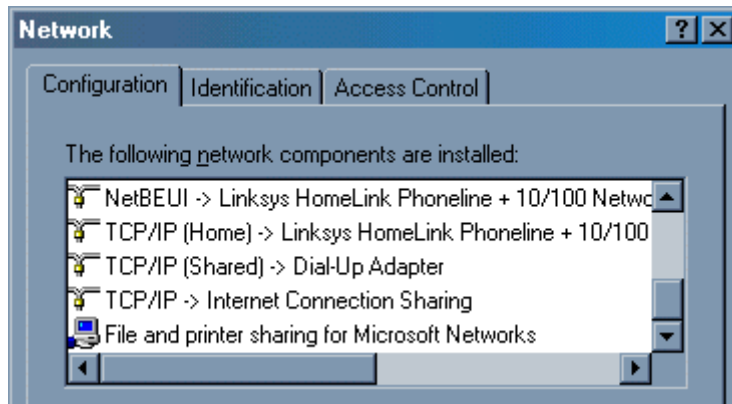 Network
Configuration Identification Access Control
The following network components are installed:
NetBEUI -> Linksys HomeLink Phoneline + 10/100 Netwo
TCP/IP (Home) -> Linksys HomeLink Phoneline + 10/100
TCP/IP (Shared) -> Dial-Up Adapter
TCP/IP -> Internet Connection Sharing
File and printer sharing for Microsoft Networks